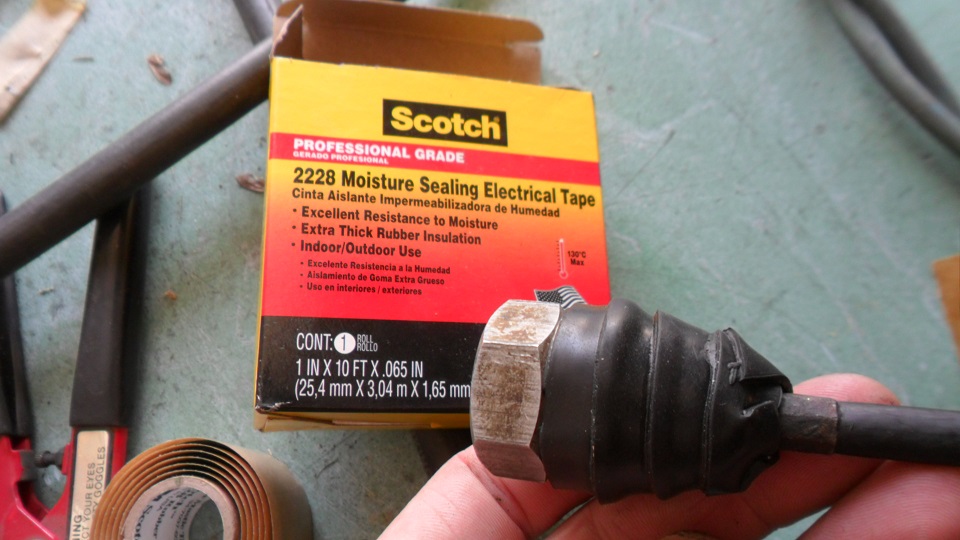 Scotch
PROFESSIONAL GRADE
GERADO PROFESIONAL
2228 Moisture Sealing Electrical Tape
Cinta Aislante Impermeabilizadora de Humedad
• Excellent Resistance to Moisture
• Extra Thick Rubber Insulation
• Indoor/Outdoor Use
130°C
Max
• Excelente Resistencia a la Humedad
• Aislamiento de Goma Extra Grueso
• Uso en interiores / exteriores
CONT: 1 ROLL
ROLLO
1 IN X 10 FT X .065 IN
(25,4 mm X 3,04 m X 1,65 mm
YOUR EYES
GOGGLES
Scotch